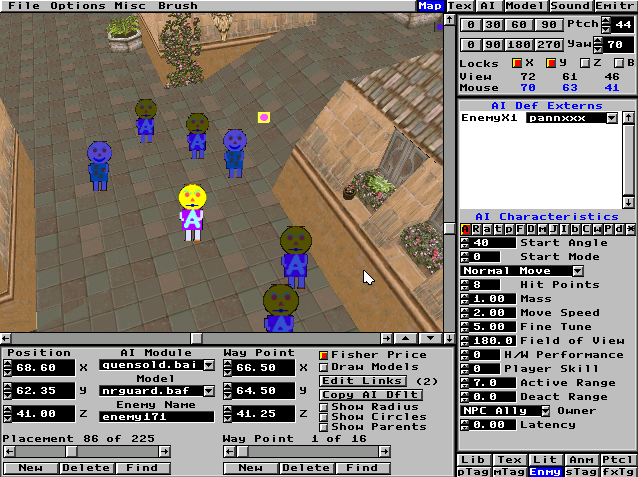 File Options Misc Brush Map Tex AI Model Sound Emitr
0 30 60 90 Ptch 44
0 90 180 270 Yaw 70
Locks X Y Z B
View 72 61 46
Mouse 70 63 41
AI Def Externs
EnemyX1 pannxxx
AI Characteristics
A R a t p F D M J I b C w P d *
40 Start Angle
0 Start Mode
Normal Move
8 Hit Points
1.00 Mass
2.00 Move Speed
5.00 Fine Tune
180.0 Field of View
0 H/W Performance
0 Player Skill
7.0 Active Range
0.0 Deact Range
NPC Ally Owner
0.00 Latency
Position AI Module Way Point Fisher Price
68.60 X quensold.bai 66.50 X Draw Models
Model Edit Links (2)
62.35 y nrguard.baf 64.50 y Copy AI Dflt
Enemy Name Show Radius
41.00 Z enemy171 41.25 Z Show Circles
Show Parents
Placement 86 of 225 Way Point 1 of 16
New Delete Find New Delete Find
Lib Tex Lit Anm Ptcl
pTag mTag Enmy sTag fxTg
A
A
A
A
A